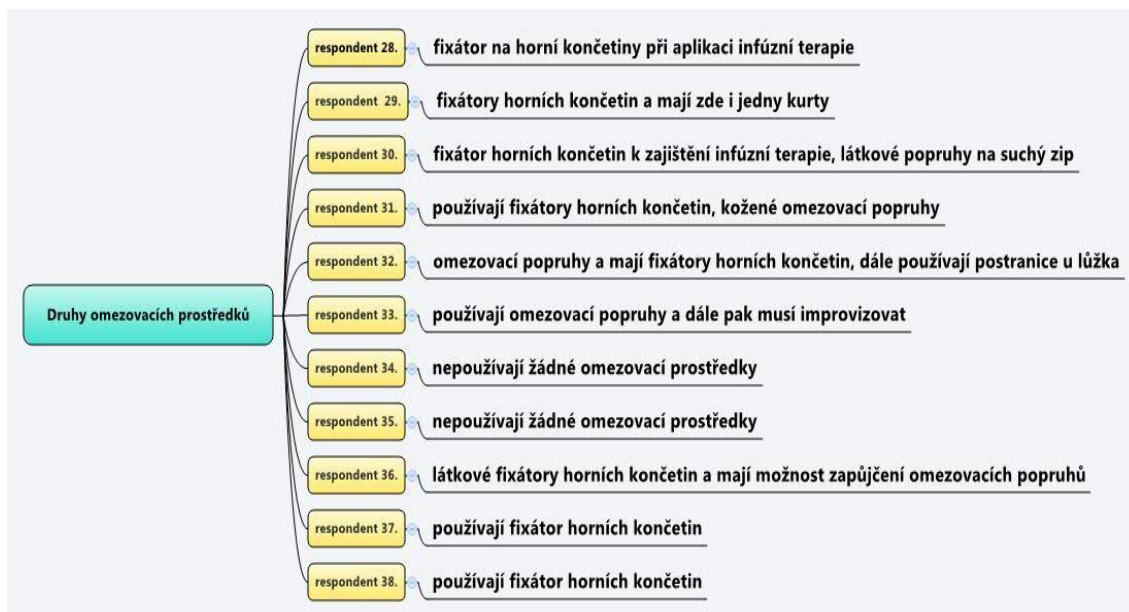 respondent 28.
fixátor na horní končetiny při aplikaci infúzní terapie
respondent 29.
fixátory horních končetin a mají zde i jedny kurty
respondent 30.
fixátor horních končetin k zajištění infúzní terapie, látkové popruhy na suchý zip
respondent 31.
používají fixátory horních končetin, kožené omezovací popruhy
respondent 32.
omezovací popruhy a mají fixátory horních končetin, dále používají postranice u lůžka
Druhy omezovacích prostředků
respondent 33.
používají omezovací popruhy a dále pak musí improvizovat
respondent 34.
nepoužívají žádné omezovací prostředky
respondent 35.
nepoužívají žádné omezovací prostředky
respondent 36.
látkové fixátory horních končetin a mají možnost zapůjčení omezovacích popruhů
respondent 37.
používají fixátor horních končetin
respondent 38.
používají fixátor horních končetin